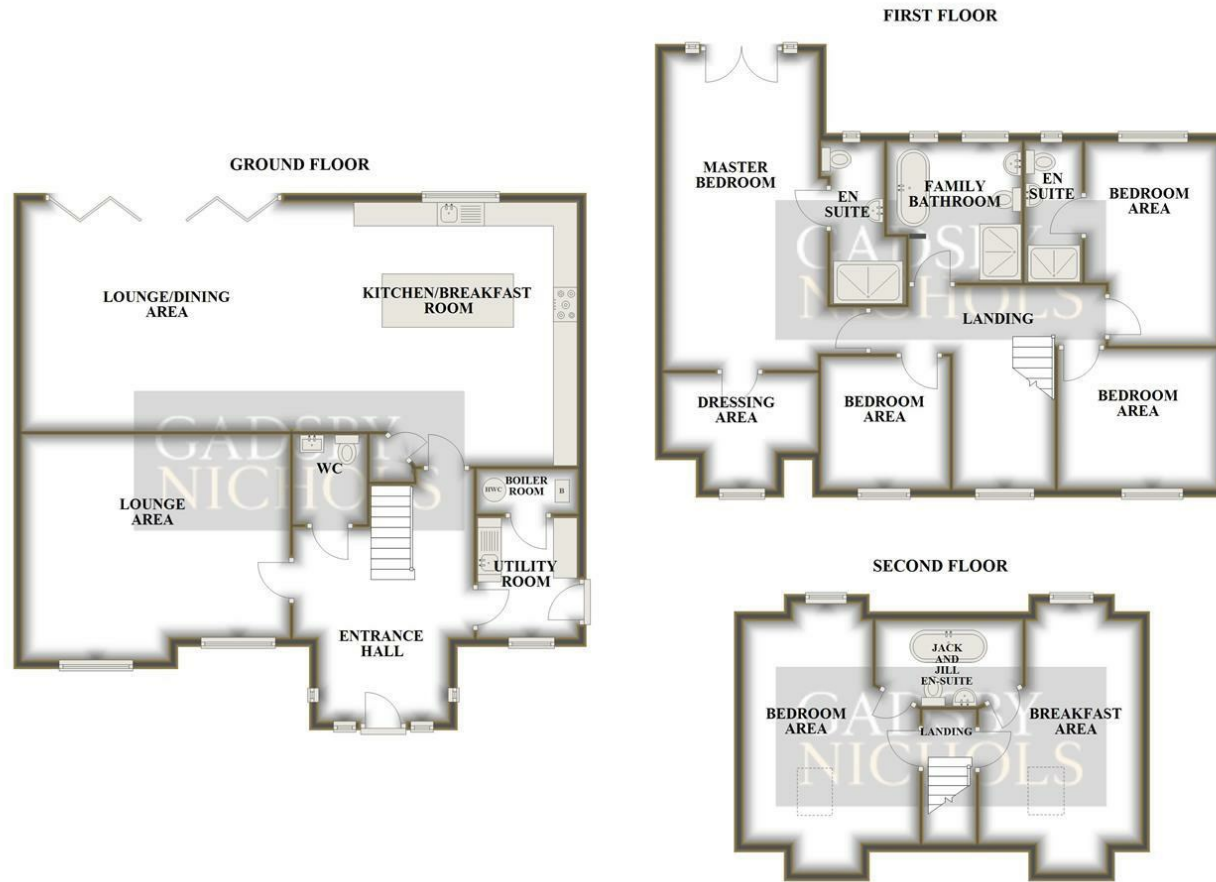 GROUND FLOOR
LOUNGE/DINING
AREA
KITCHEN/BREAKFAST
ROOM
GADSBY
NICHOLS
LOUNGE
AREA
WC
BOILER
ROOM
HWC
B
UTILITY
ROOM
ENTRANCE
HALL
FIRST FLOOR
MASTER
BEDROOM
EN
SUITE
FAMILY
BATHROOM
EN
SUITE
BEDROOM
AREA
GADSBY
NICHOLS
LANDING
DRESSING
AREA
BEDROOM
AREA
BEDROOM
AREA
SECOND FLOOR
JACK
AND
JILL
EN-SUITE
GADSBY
NICHOLS
BEDROOM
AREA
LANDING
BREAKFAST
AREA